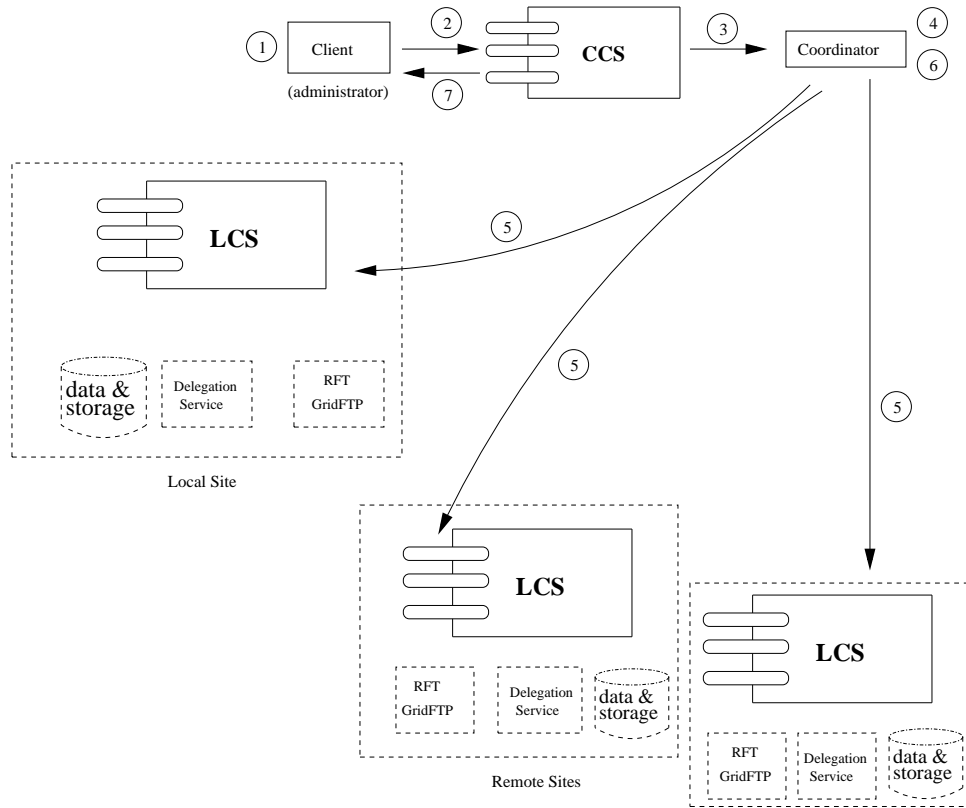 1
Client
(administrator)
2
7
CCS
3
Coordinator
4
6
LCS
5
data &
storage
Delegation
Service
RFT
GridFTP
Local Site
5
5
LCS
RFT
GridFTP
Delegation
Service
data &
storage
Remote Sites
LCS
RFT
GridFTP
Delegation
Service
data &
storage